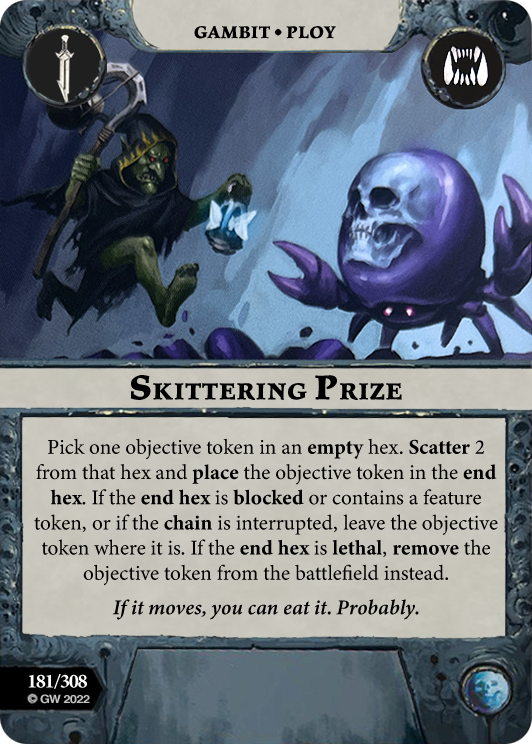 GAMBIT • PLOY
SKITTERING PRIZE
Pick one objective token in an empty hex. Scatter 2
from that hex and place the objective token in the end
hex. If the end hex is blocked or contains a feature
token, or if the chain is interrupted, leave the objective
token where it is. If the end hex is lethal, remove the
objective token from the battlefield instead.
If it moves, you can eat it. Probably.
181/308
© GW 2022